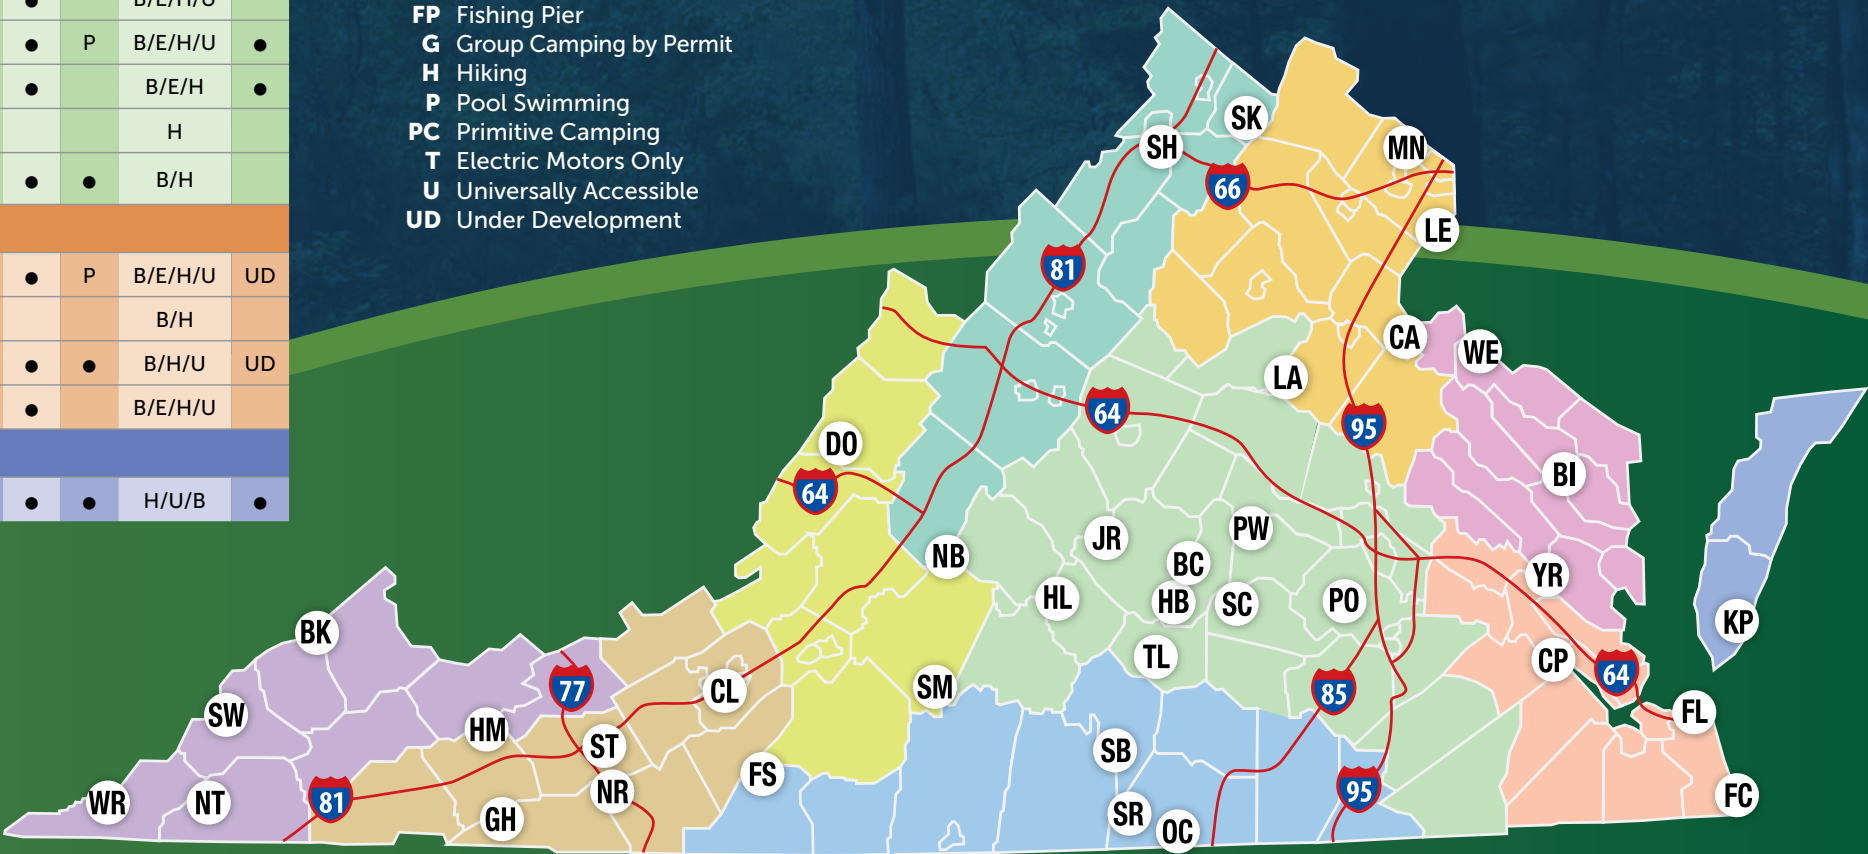 B/E/H/U
● P B/E/H/U ●
● B/E/H ●
H
● ● B/H
● P B/E/H/U UD
B/H
● ● B/H/U UD
● B/E/H/U
● ● H/U/B ●
FP Fishing Pier
G Group Camping by Permit
H Hiking
P Pool Swimming
PC Primitive Camping
T Electric Motors Only
U Universally Accessible
UD Under Development
SK
SH
MN
66
LE
81
CA
WE
LA
64
95
DO
BI
64
PW
JR
NB
BC
YR
HL
HB
SC
PO
KP
BK
TL
CP
64
77
CL
SM
85
SW
FL
HM
ST
SB
FS
NR
95
FC
WR
NT
81
GH
SR
OC